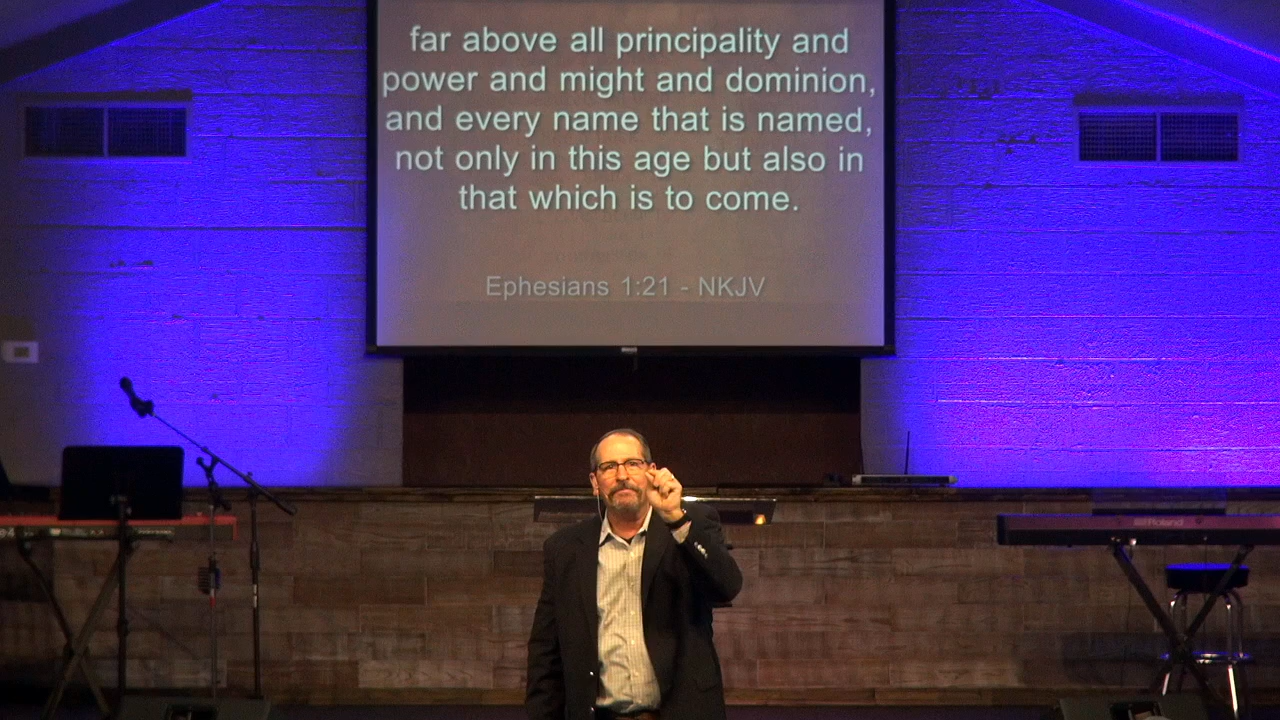 far above all principality and
power and might and dominion,
and every name that is named,
not only in this age but also in
that which is to come.
Ephesians 1:21 - NKJV
Roland